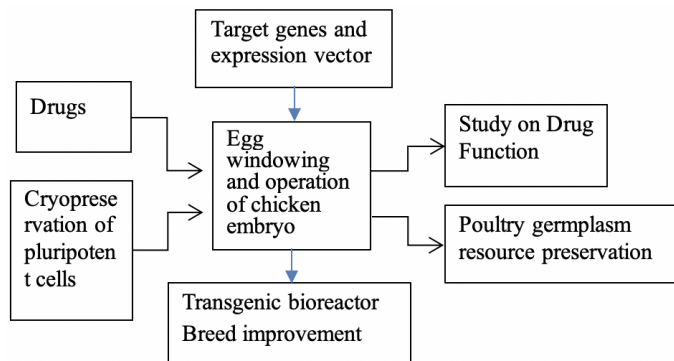 Target genes and
expression vector
Drugs
Egg
windowing
and operation
of chicken
embryo
Study on Drug
Function
Cryoprese
rvation of
pluripoten
t cells
Poultry germplasm
resource preservation
Transgenic bioreactor
Breed improvement